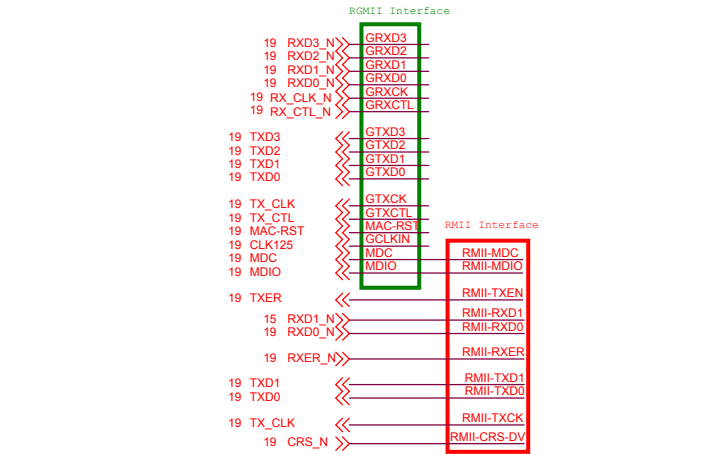 RGMII Interface
19 RXD3_N GRXD3
19 RXD2_N GRXD2
19 RXD1_N GRXD1
19 RXD0_N GRXD0
19 RX_CLK_N GRXCK
19 RX_CTL_N GRXCTL
19 TXD3 GTXD3
19 TXD2 GTXD2
19 TXD1 GTXD1
19 TXD0 GTXD0
19 TX_CLK GTXCK
19 TX_CTL GTXCTL
RMII Interface
19 MAC-RST MAC-RST
19 CLK125 GCLKIN
19 MDC MDC RMII-MDC
19 MDIO MDIO RMII-MDIO
19 TXER RMII-TXEN
15 RXD1_N RMII-RXD1
19 RXD0_N RMII-RXD0
19 RXER_N RMII-RXER
19 TXD1 RMII-TXD1
19 TXD0 RMII-TXD0
19 TX_CLK RMII-TXCK
19 CRS_N RMII-CRS-DV